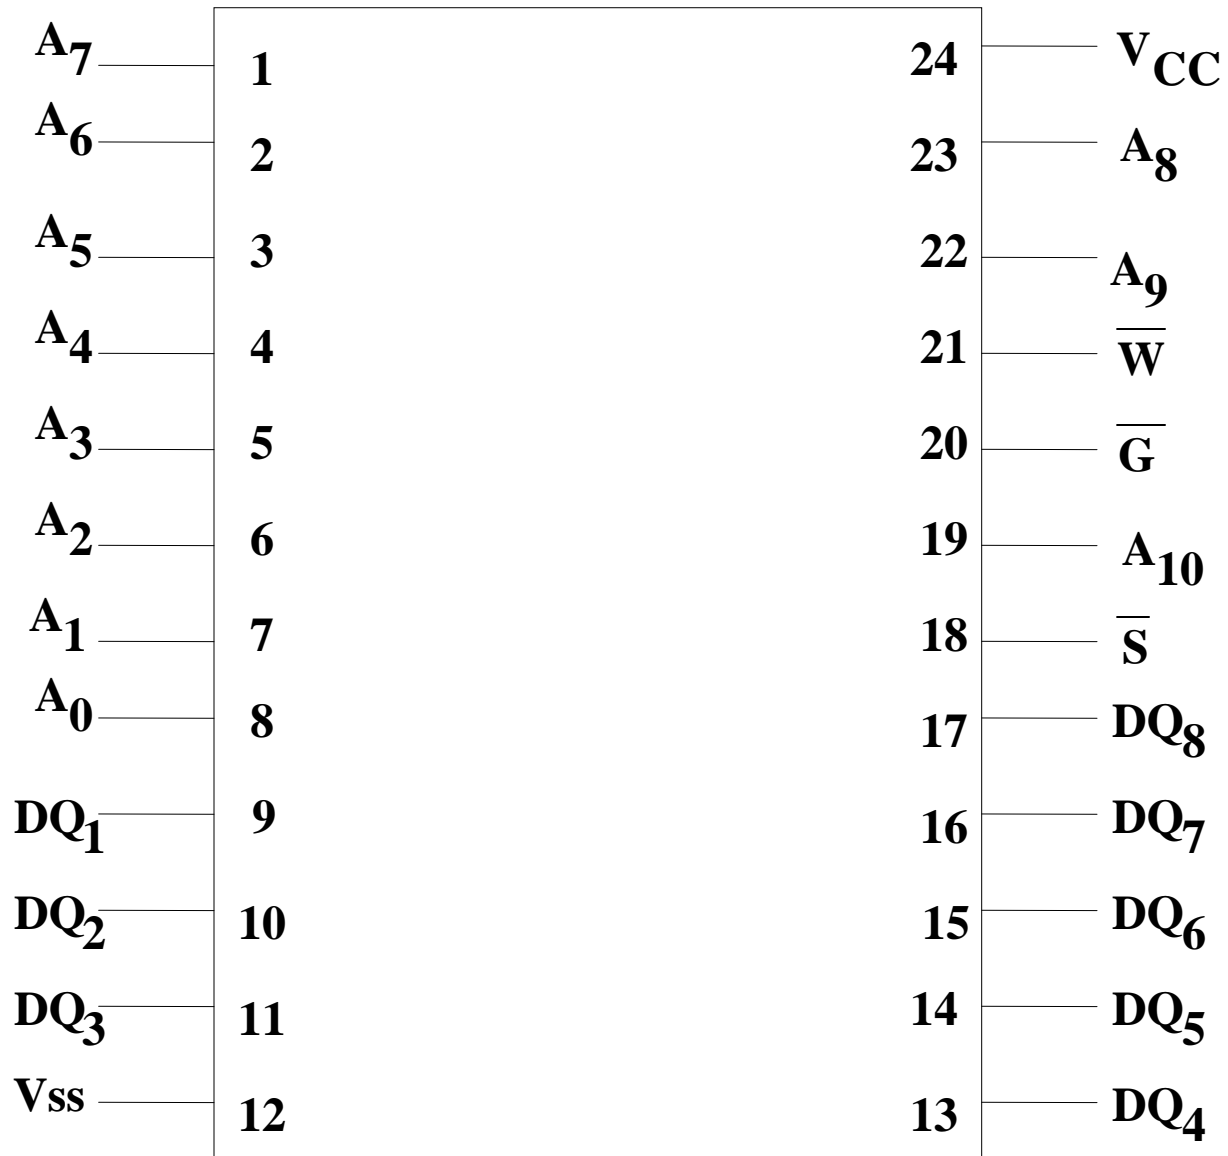 A7 1 24 VCC
A6 2 23 A8
A5 3 22 A9
A4 4 21 W̅
A3 5 20 G̅
A2 6 19 A10
A1 7 18 S̅
A0 8 17 DQ8
DQ1 9 16 DQ7
DQ2 10 15 DQ6
DQ3 11 14 DQ5
Vss 12 13 DQ4